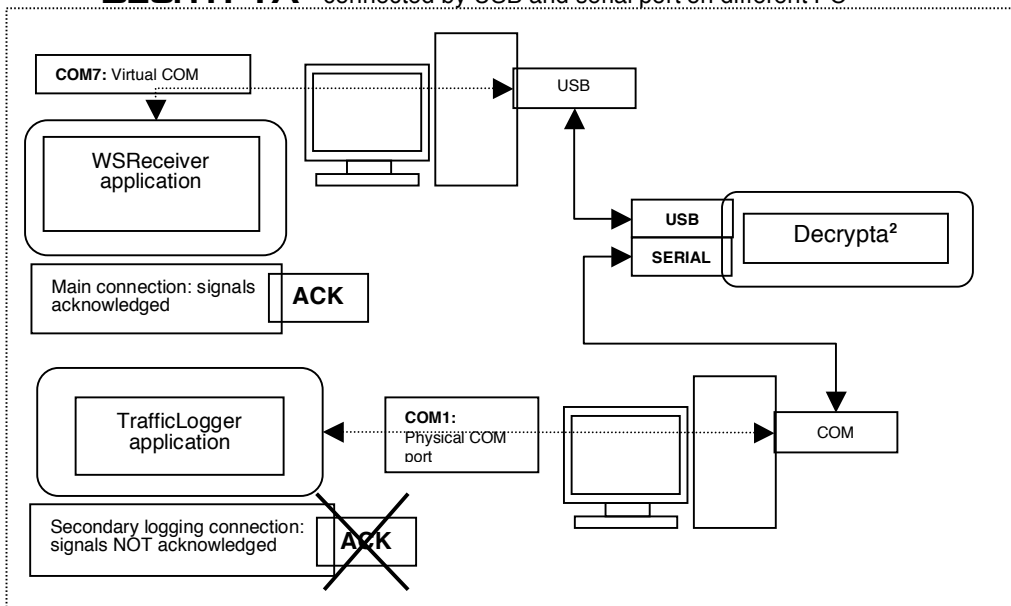 connected by USB and serial port on different PC
COM7: Virtual COM
USB
WSReceiver
application
USB
Decrypta²
SERIAL
Main connection: signals
acknowledged
ACK
TrafficLogger
application
COM1:
Physical COM
port
COM
Secondary logging connection:
signals NOT acknowledged
ACK